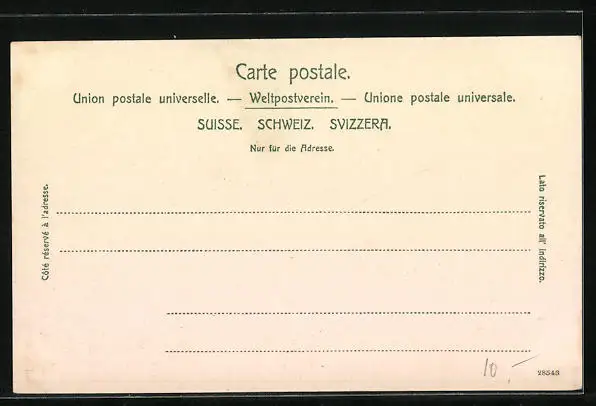 Carte postale.
Union postale universelle. — Weltpostverein. — Unione postale universale.
SUISSE. SCHWEIZ. SVIZZERA.
Nur für die Adresse.
Côté réservé à l'adresse.
Lato riservato all' indirizzo.
10,-
28543